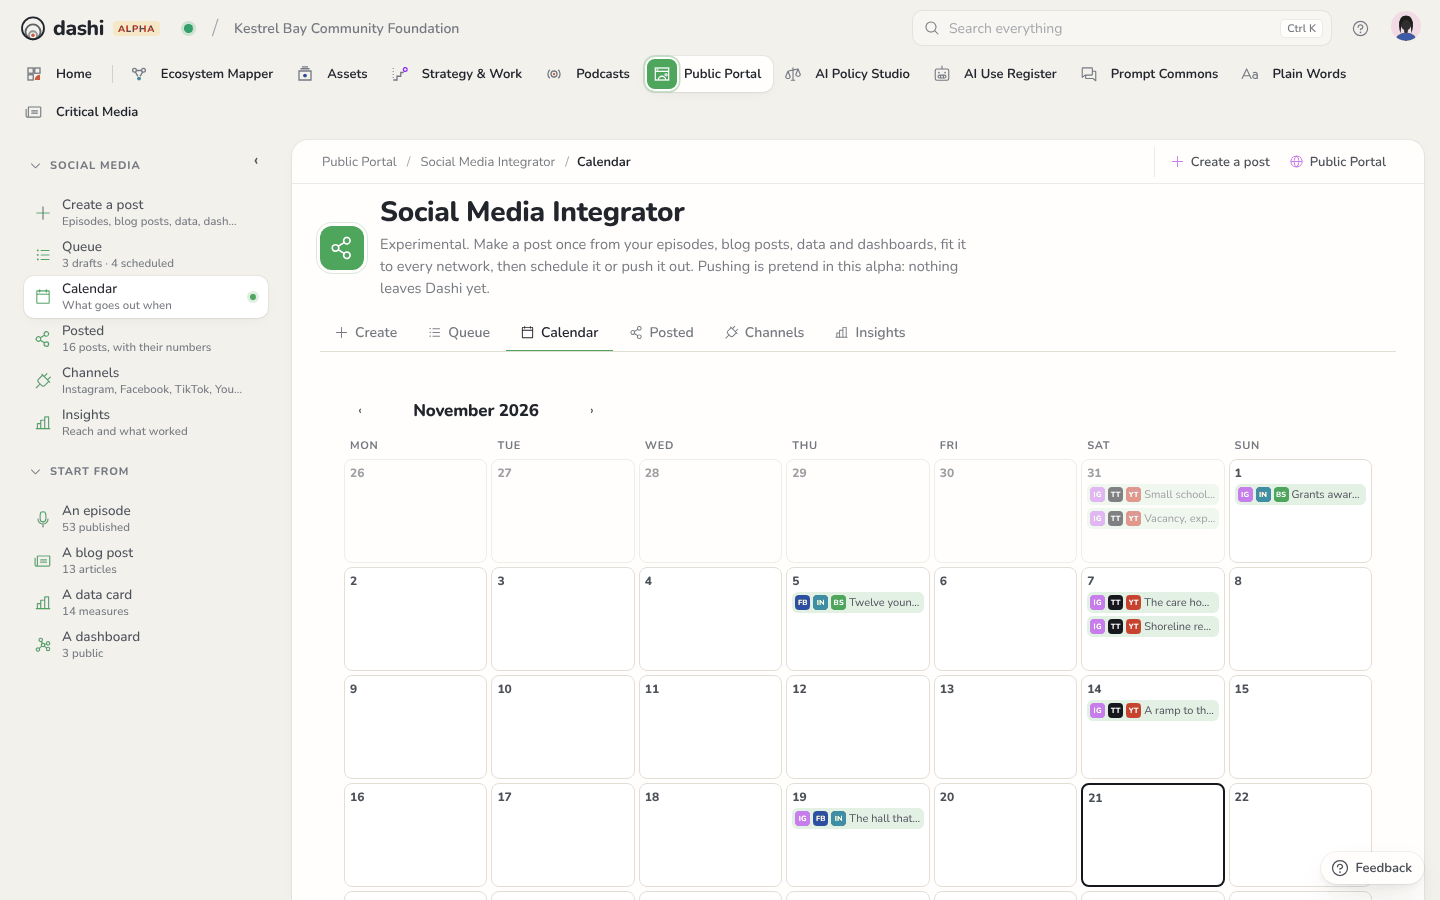 dashi ALPHA / Kestrel Bay Community Foundation
Search everything Ctrl K
Home Ecosystem Mapper Assets Strategy & Work Podcasts Public Portal AI Policy Studio AI Use Register Prompt Commons Aa Plain Words
Critical Media
SOCIAL MEDIA
Create a post
Episodes, blog posts, data, dash...
Queue
3 drafts · 4 scheduled
Calendar
What goes out when
Posted
16 posts, with their numbers
Channels
Instagram, Facebook, TikTok, You...
Insights
Reach and what worked
START FROM
An episode
53 published
A blog post
13 articles
A data card
14 measures
A dashboard
3 public
Public Portal / Social Media Integrator / Calendar
Create a post Public Portal
Social Media Integrator
Experimental. Make a post once from your episodes, blog posts, data and dashboards, fit it
to every network, then schedule it or push it out. Pushing is pretend in this alpha: nothing
leaves Dashi yet.
Create Queue Calendar Posted Channels Insights
‹ November 2026 ›
MON TUE WED THU FRI SAT SUN
26 27 28 29 30 31 1
IG TT YT Small school... IG IN BS Grants awar...
IG TT YT Vacancy, exp...
2 3 4 5 6 7 8
FB IN BS Twelve youn... IG TT YT The care ho...
IG TT YT Shoreline re...
9 10 11 12 13 14 15
IG TT YT A ramp to th...
16 17 18 19 20 21 22
IG FB IN The hall that...
Feedback